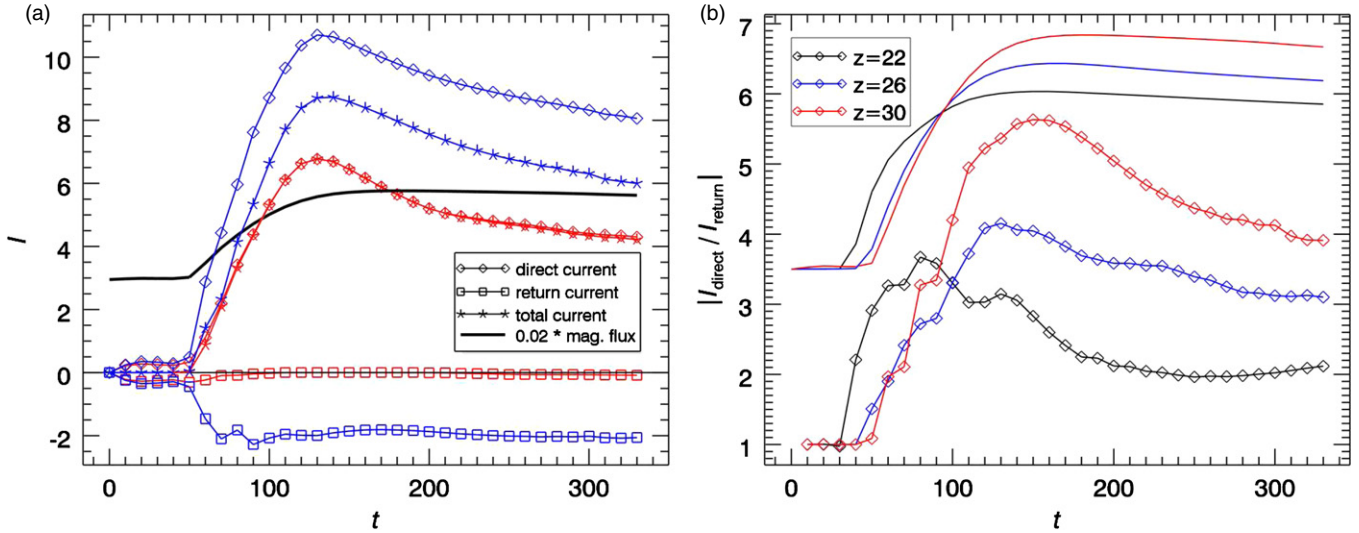 (a)
10
8
6
4
2
0
-2
I
direct current
return current
total current
0.02 * mag. flux
0 100 200 300
t
(b)
7
6
5
4
3
2
1
|I_direct / I_return|
z=22
z=26
z=30
0 100 200 300
t